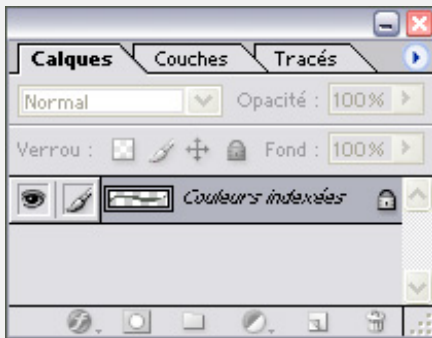 Calques Couches Tracés
Normal Opacité : 100%
Verrou : Fond : 100%
Couleurs indexées